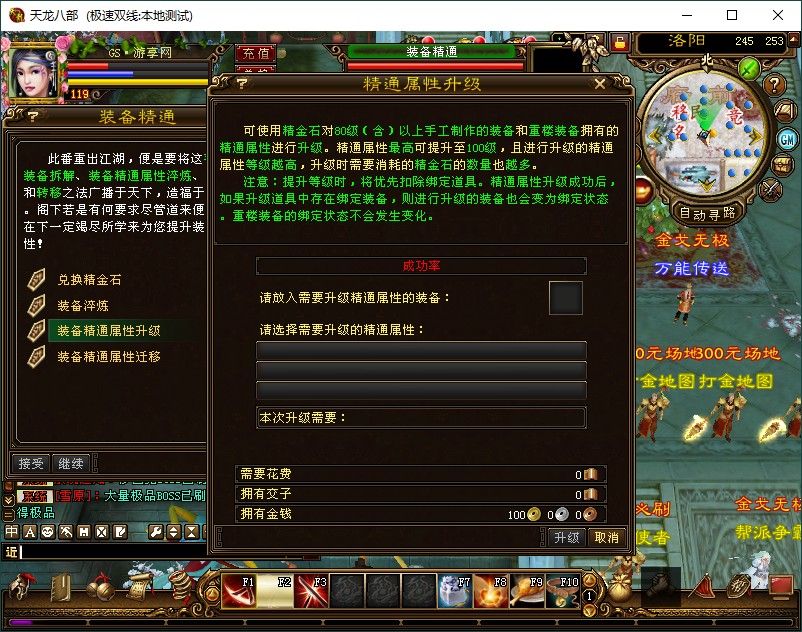 天龙八部 (极速双线:本地测试)
GS·游享网
119
充值
装备精通
洛阳 245 253
北
GM
自动寻路
装备精通
此番重出江湖，便是要将这
装备拆解、装备精通属性淬炼、
和转移之法广播于天下，造福于
。阁下若是有何要求尽管道来便
在下一定竭尽所学来为您提升装
性！
兑换精金石
装备淬炼
装备精通属性升级
装备精通属性迁移
接受 继续
精通属性升级
可使用精金石对80级（含）以上手工制作的装备和重楼装备拥有的
精通属性进行升级。精通属性最高可提升至100级，且进行升级的精通
属性等级越高，升级时需要消耗的精金石的数量也越多。
注意：提升等级时，将优先扣除绑定道具。精通属性升级成功后，
如果升级道具中存在绑定装备，则进行升级的装备也会变为绑定状态
。重楼装备的绑定状态不会发生变化。
成功率
请放入需要升级精通属性的装备：
请选择需要升级的精通属性：
本次升级需要：
需要花费 0
拥有交子 0
拥有金钱 100 0 0
升级 取消
金戈无极
万能传送
0元场地300元场地
金地图 打金地图
必刷
使者
金戈无极
帮派争霸
系统 [雪原]：大量极品BOSS已刷
得极品
近
F1 F2 F3 F7 F8 F9 F10
1